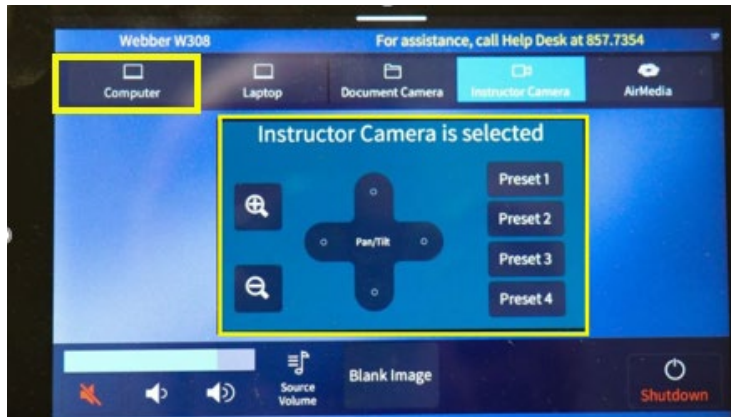 Webber W308
For assistance, call Help Desk at 857.7354
Computer
Laptop
Document Camera
Instructor Camera
AirMedia
Instructor Camera is selected
Pan/Tilt
Preset 1
Preset 2
Preset 3
Preset 4
Source
Volume
Blank Image
Shutdown